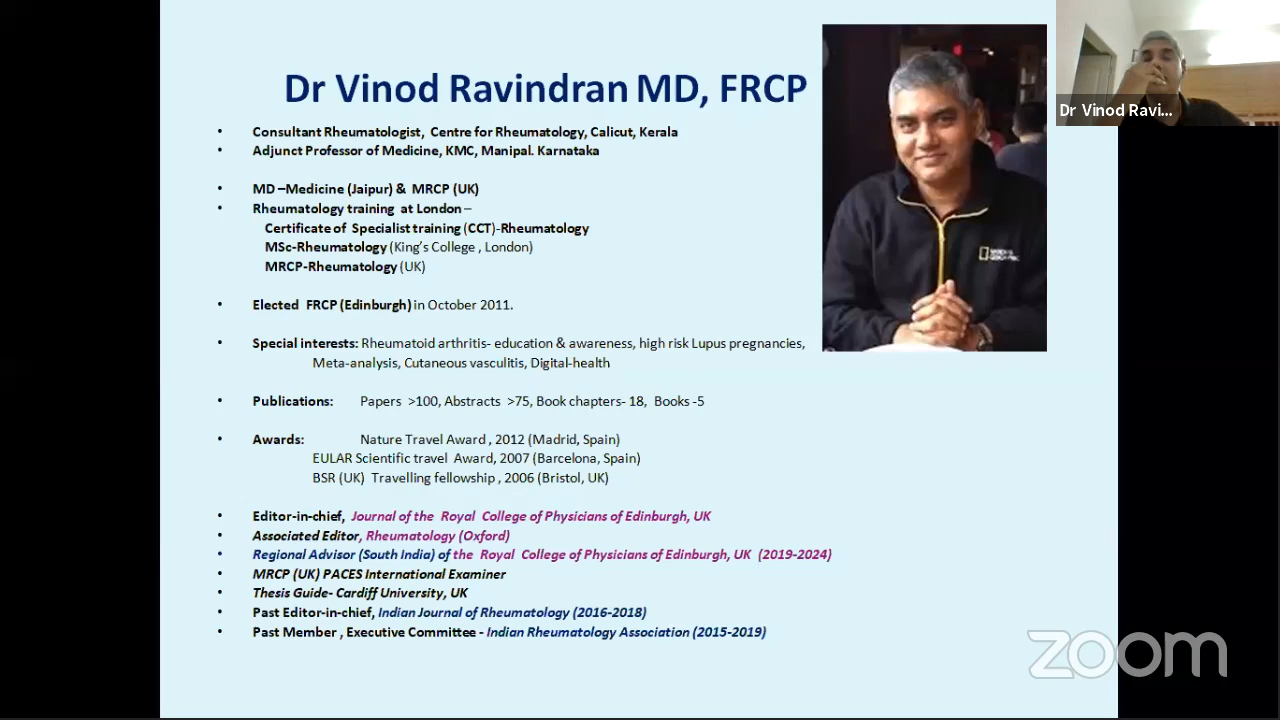 Dr Vinod Ravindran MD, FRCP
Dr Vinod Ravi...
• Consultant Rheumatologist, Centre for Rheumatology, Calicut, Kerala
• Adjunct Professor of Medicine, KMC, Manipal. Karnataka
• MD –Medicine (Jaipur) & MRCP (UK)
• Rheumatology training at London –
Certificate of Specialist training (CCT)-Rheumatology
MSc-Rheumatology (King's College , London)
MRCP-Rheumatology (UK)
• Elected FRCP (Edinburgh) in October 2011.
• Special interests: Rheumatoid arthritis- education & awareness, high risk Lupus pregnancies,
Meta-analysis, Cutaneous vasculitis, Digital-health
• Publications: Papers >100, Abstracts >75, Book chapters- 18, Books -5
• Awards: Nature Travel Award , 2012 (Madrid, Spain)
EULAR Scientific travel Award, 2007 (Barcelona, Spain)
BSR (UK) Travelling fellowship , 2006 (Bristol, UK)
• Editor-in-chief, Journal of the Royal College of Physicians of Edinburgh, UK
• Associated Editor, Rheumatology (Oxford)
• Regional Advisor (South India) of the Royal College of Physicians of Edinburgh, UK (2019-2024)
• MRCP (UK) PACES International Examiner
• Thesis Guide- Cardiff University, UK
• Past Editor-in-chief, Indian Journal of Rheumatology (2016-2018)
• Past Member , Executive Committee - Indian Rheumatology Association (2015-2019)
zoom